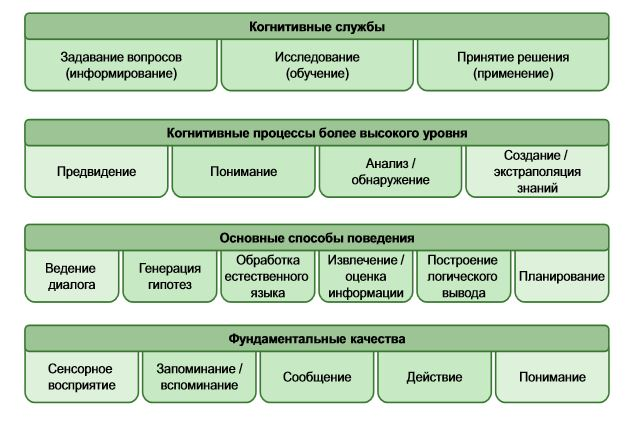 Когнитивные службы
Задавание вопросов
(информирование)
Исследование
(обучение)
Принятие решения
(применение)
Когнитивные процессы более высокого уровня
Предвидение
Понимание
Анализ /
обнаружение
Создание /
экстраполяция
знаний
Основные способы поведения
Ведение
диалога
Генерация
гипотез
Обработка
естественного
языка
Извлечение /
оценка
информации
Построение
логического
вывода
Планирование
Фундаментальные качества
Сенсорное
восприятие
Запоминание /
вспоминание
Сообщение
Действие
Понимание